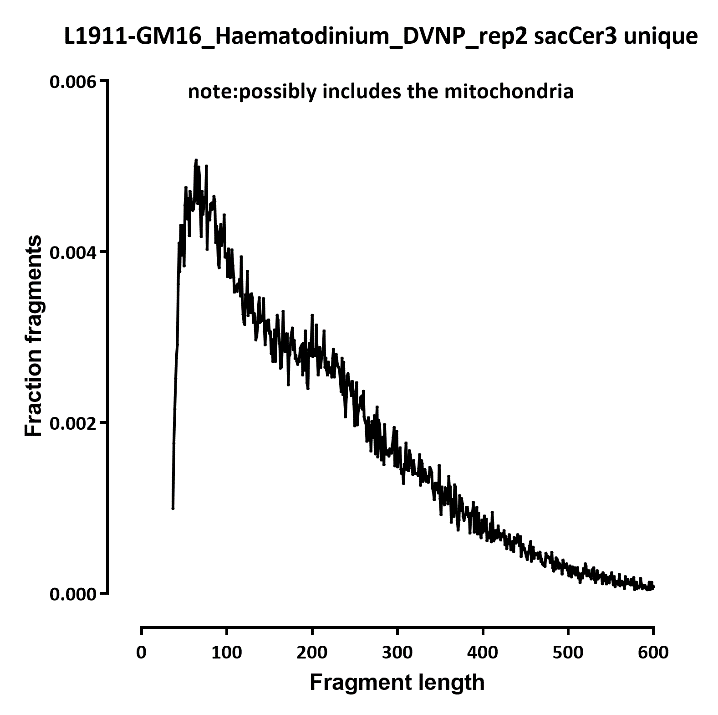 L1911-GM16_Haematodinium_DVNP_rep2 sacCer3 unique
note:possibly includes the mitochondria
Fraction fragments
0.006
0.004
0.002
0.000
0 100 200 300 400 500 600
Fragment length